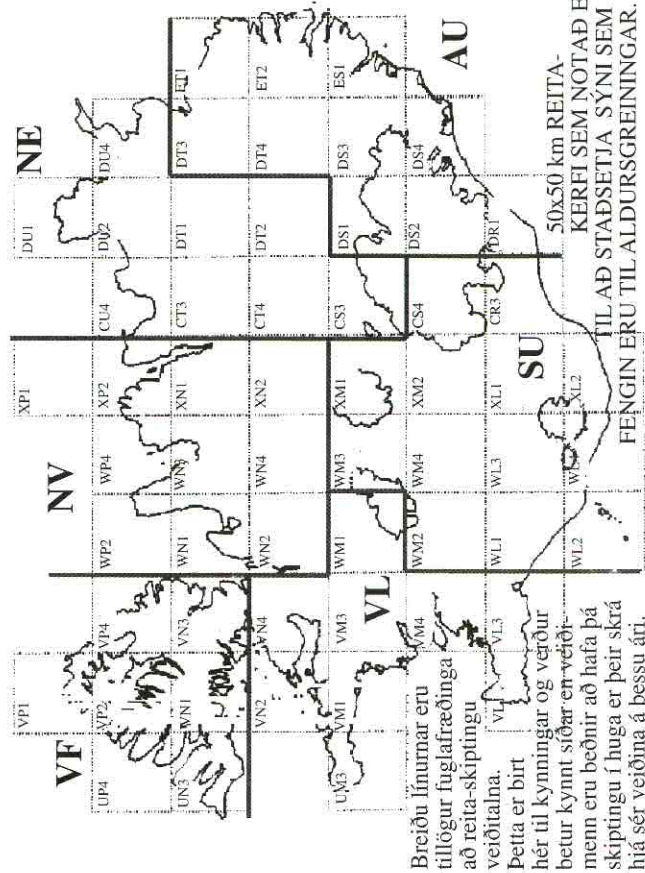 VF
NV
NE
VP1 XP1 DU1
UP4 VP2 VP4 WP2 WP4 XP2 CU4 DU2 DU4
UN3 WN1 VN3 WN1 WN3 XN1 CT3 DT1 DT3 ET1
VN2 VN4 WN2 WN4 XN2 CT4 DT2 DT4 ET2
UM3 VM1 VM3 WM1 WM3 XM1 CS3 DS1 DS3 ES1
VL
AU
VM4 WM2 XM2 CS4 DS2 DS4
VL3 WL1 WL3 XL1 CR3 DR1
SU
WL2 XL2
Breiðu línurnar eru
tillögur fuglafræðinga
að reita-skiptingu
veiðitalna.
Þetta er birt
hér til kynningar og verður
betur kynnt síðar en veiði-
menn eru beðnir að hafa þá
skiptingu í huga er þeir skrá
hjá sér veiðina á þessu ári.
50x50 km REITA-
KERFI SEM NOTAÐ E
TIL AÐ STAÐSETJA SÝNI SEM
FENGIN ERU TIL ALDURSGREININGAR.